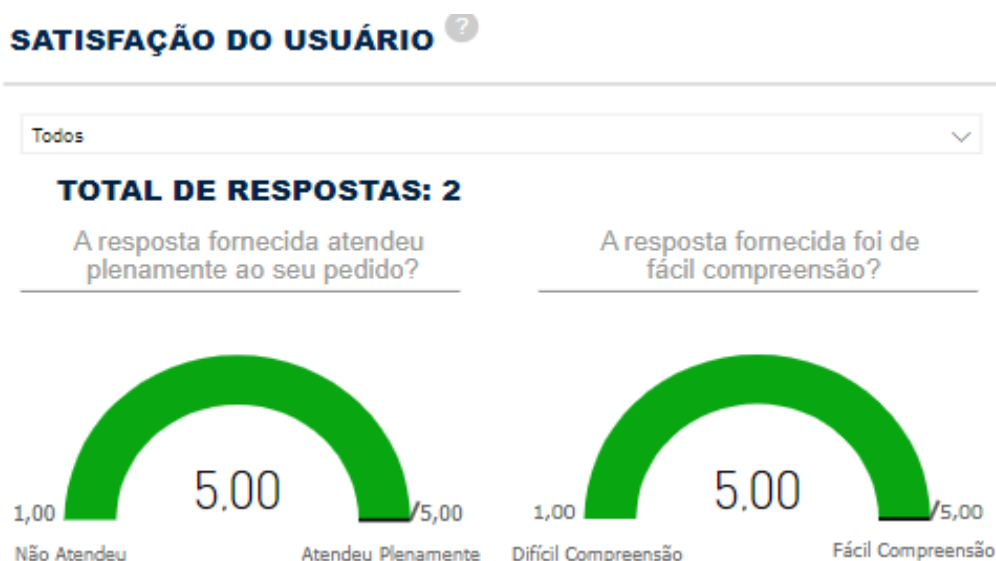 SATISFAÇÃO DO USUÁRIO ?
Todos
TOTAL DE RESPOSTAS: 2
A resposta fornecida atendeu
plenamente ao seu pedido?
1,00
5,00
/5,00
Não Atendeu
Atendeu Plenamente
A resposta fornecida foi de
fácil compreensão?
1,00
5,00
/5,00
Difícil Compreensão
Fácil Compreensão